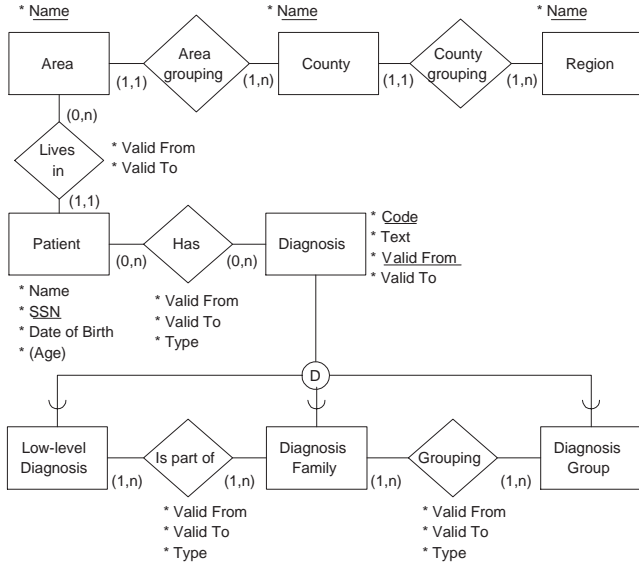 * Name
* Name
* Name
Area
Area
grouping
County
County
grouping
Region
(1,1)
(1,n)
(1,1)
(1,n)
(0,n)
Lives
in
* Valid From
* Valid To
(1,1)
Patient
Has
Diagnosis
(0,n)
(0,n)
* Code
* Text
* Valid From
* Valid To
* Name
* SSN
* Date of Birth
* (Age)
* Valid From
* Valid To
* Type
D
Low-level
Diagnosis
Is part of
Diagnosis
Family
Grouping
Diagnosis
Group
(1,n)
(1,n)
(1,n)
(1,n)
* Valid From
* Valid To
* Type
* Valid From
* Valid To
* Type